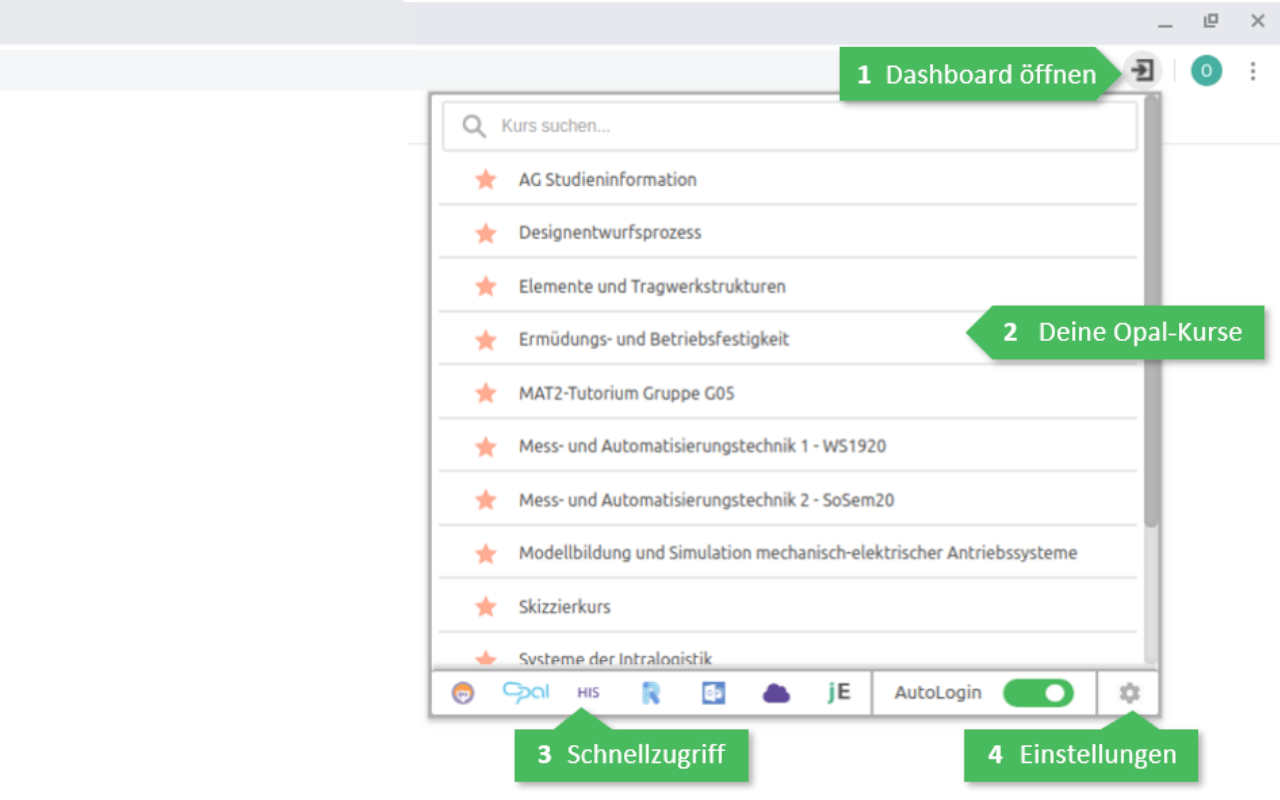 1 Dashboard öffnen
O
Kurs suchen...
AG Studieninformation
Designentwurfsprozess
Elemente und Tragwerkstrukturen
Ermüdungs- und Betriebsfestigkeit
2 Deine Opal-Kurse
MAT2-Tutorium Gruppe G05
Mess- und Automatisierungstechnik 1 - WS1920
Mess- und Automatisierungstechnik 2 - SoSem20
Modellbildung und Simulation mechanisch-elektrischer Antriebssysteme
Skizzierkurs
Systeme der Intralogistik
Opal HIS jE AutoLogin
3 Schnellzugriff
4 Einstellungen